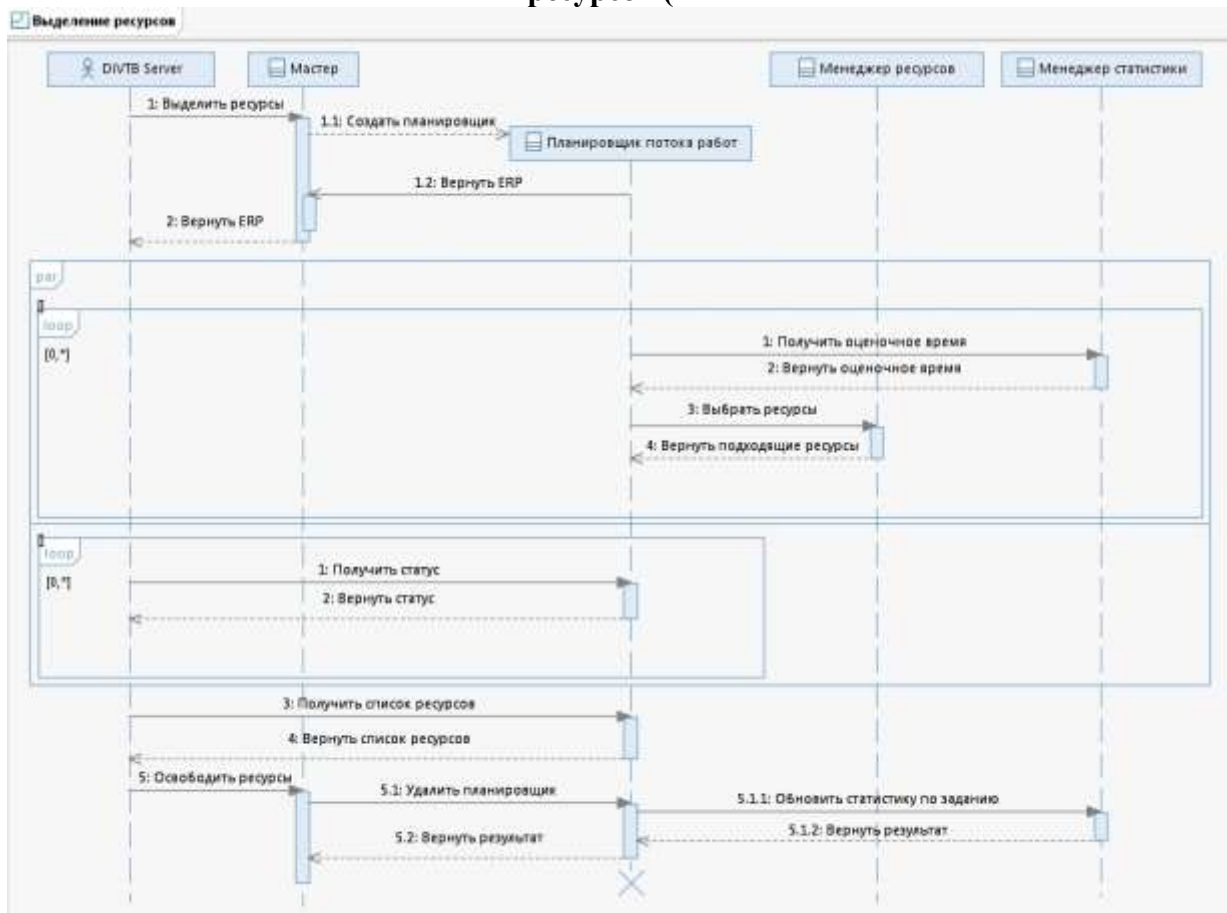 Выделение ресурсов
DIVTB Server
Мастер
Менеджер ресурсов
Менеджер статистики
1: Выделить ресурсы
1.1: Создать планировщик
Планировщик потока работ
1.2: Вернуть ERP
2: Вернуть ERP
par
loop
[0,*]
1: Получить оценочное время
2: Вернуть оценочное время
3: Выбрать ресурсы
4: Вернуть подходящие ресурсы
loop
[0,*]
1: Получить статус
2: Вернуть статус
3: Получить список ресурсов
4: Вернуть список ресурсов
5: Освободить ресурсы
5.1: Удалить планировщик
5.1.1: Обновить статистику по заданию
5.1.2: Вернуть результат
5.2: Вернуть результат